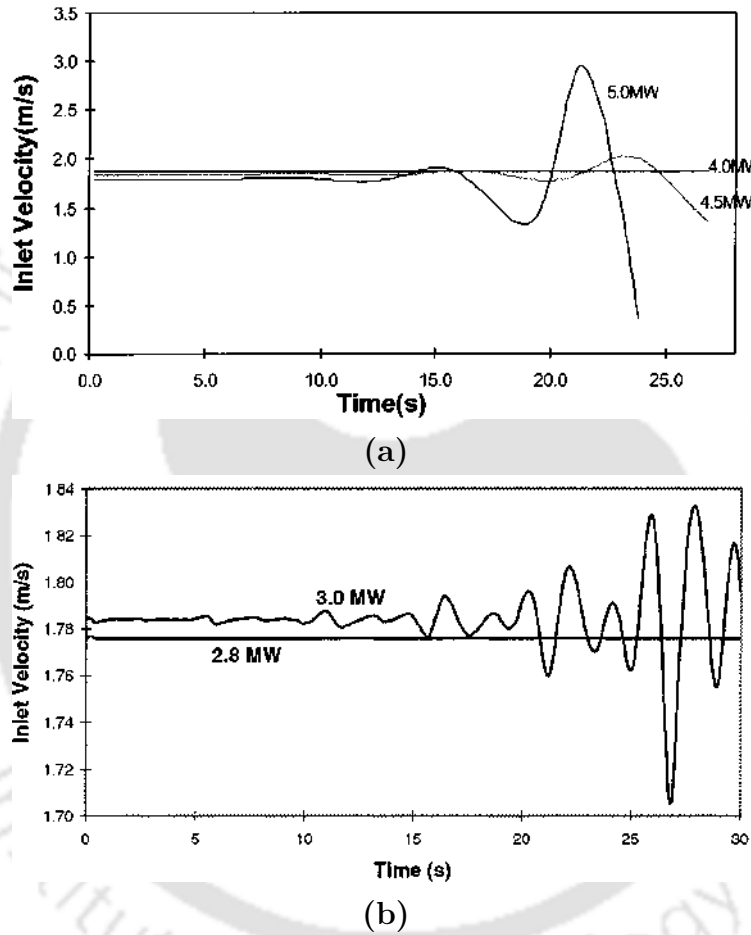 3.5
3.0
2.5
2.0
1.5
1.0
0.5
0.0
Inlet Velocity(m/s)
5.0MW
4.0MW
4.5MW
0.0 5.0 10.0 15.0 20.0 25.0
Time(s)
(a)
1.84
1.82
1.80
1.78
1.76
1.74
1.72
1.70
Inlet Velocity (m/s)
3.0 MW
2.8 MW
0 5 10 15 20 25 30
Time (s)
(b)